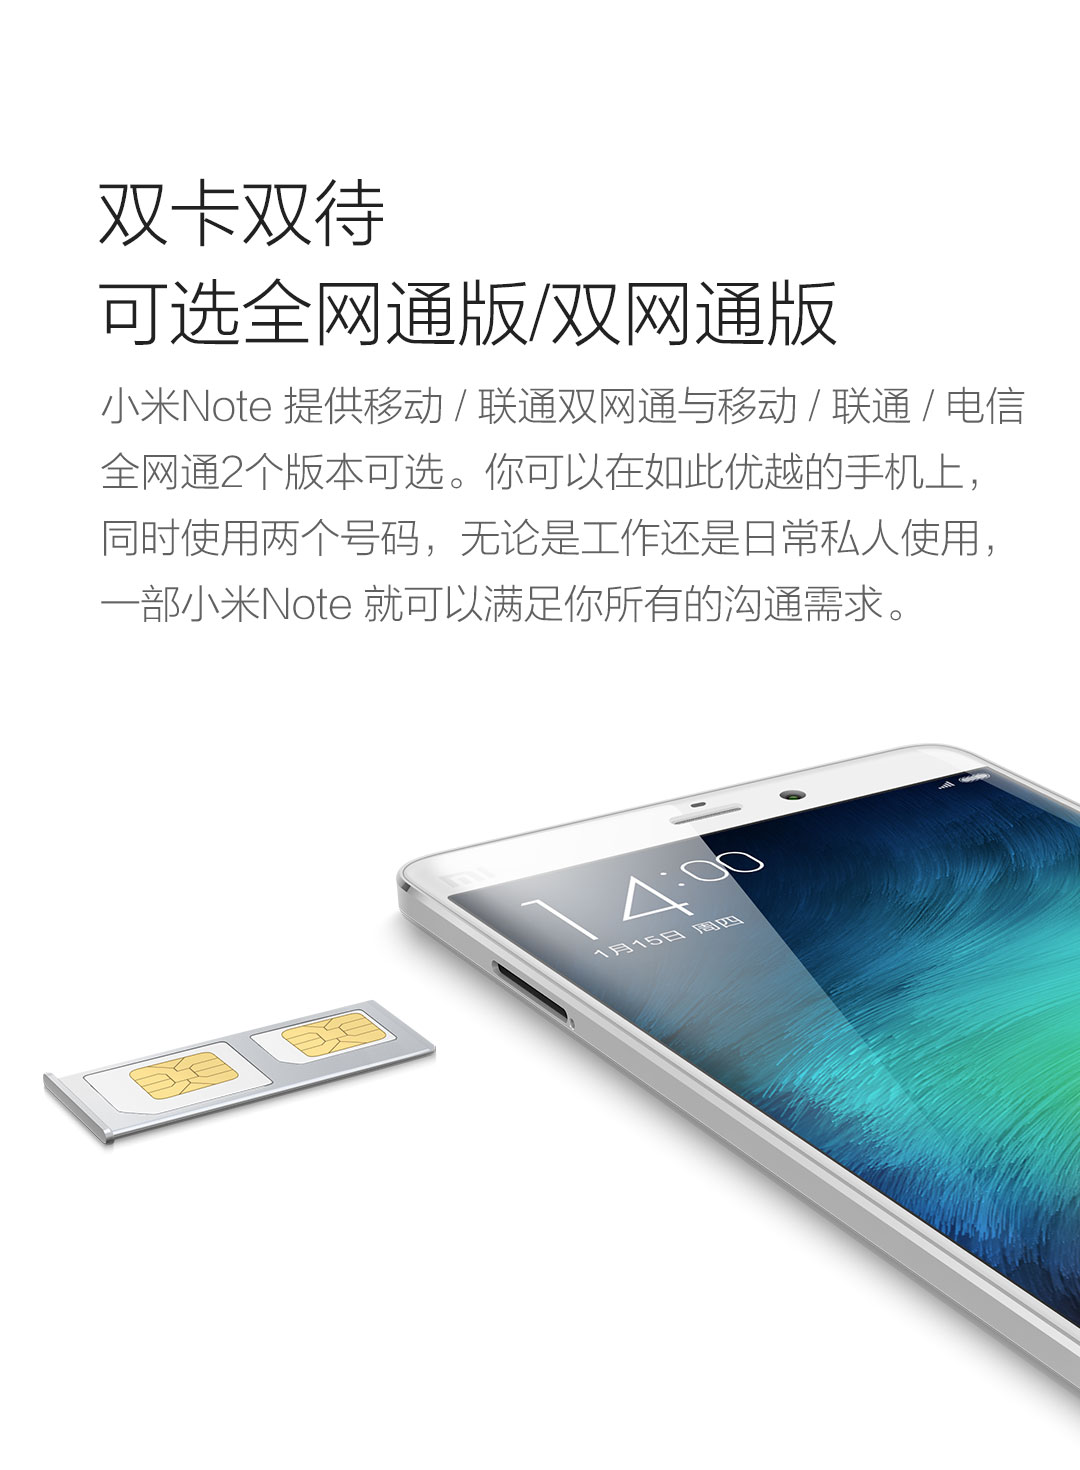 双卡双待
可选全网通版/双网通版
小米Note 提供移动 / 联通双网通与移动 / 联通 / 电信
全网通2个版本可选。你可以在如此优越的手机上，
同时使用两个号码，无论是工作还是日常私人使用，
一部小米Note 就可以满足你所有的沟通需求。
MI
14:00
1月15日 周四